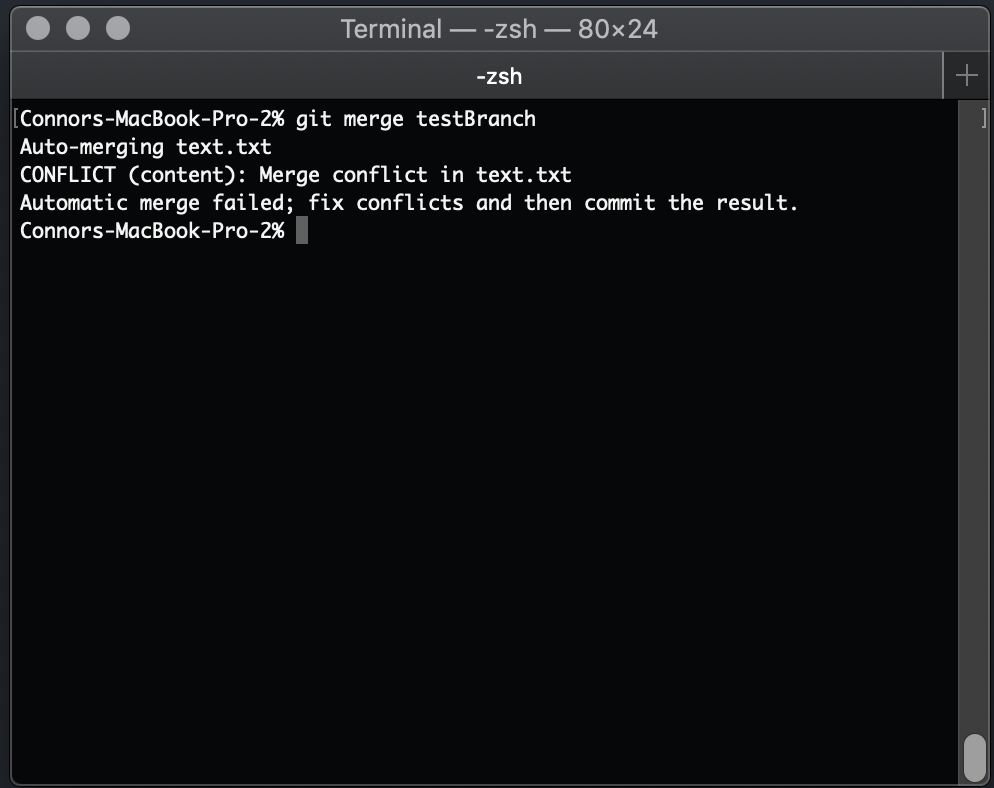 Terminal — -zsh — 80×24
-zsh
[Connors-MacBook-Pro-2% git merge testBranch ]
Auto-merging text.txt
CONFLICT (content): Merge conflict in text.txt
Automatic merge failed; fix conflicts and then commit the result.
Connors-MacBook-Pro-2%